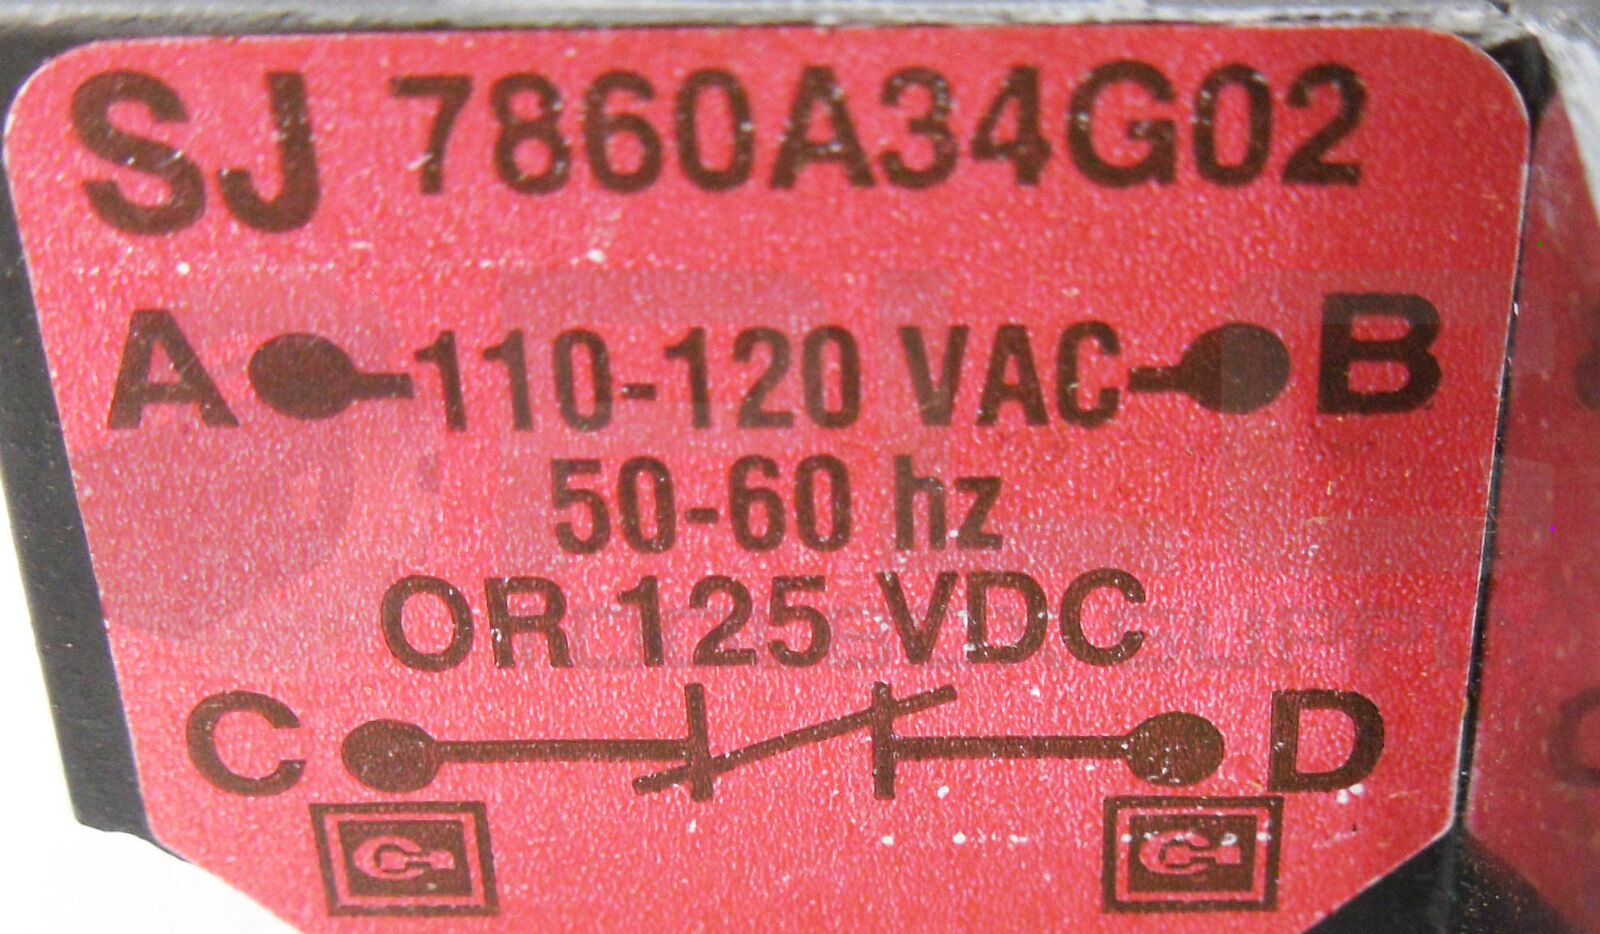 SJ 7860A34G02
A 110-120 VAC B
50-60 hz
OR 125 VDC
C D